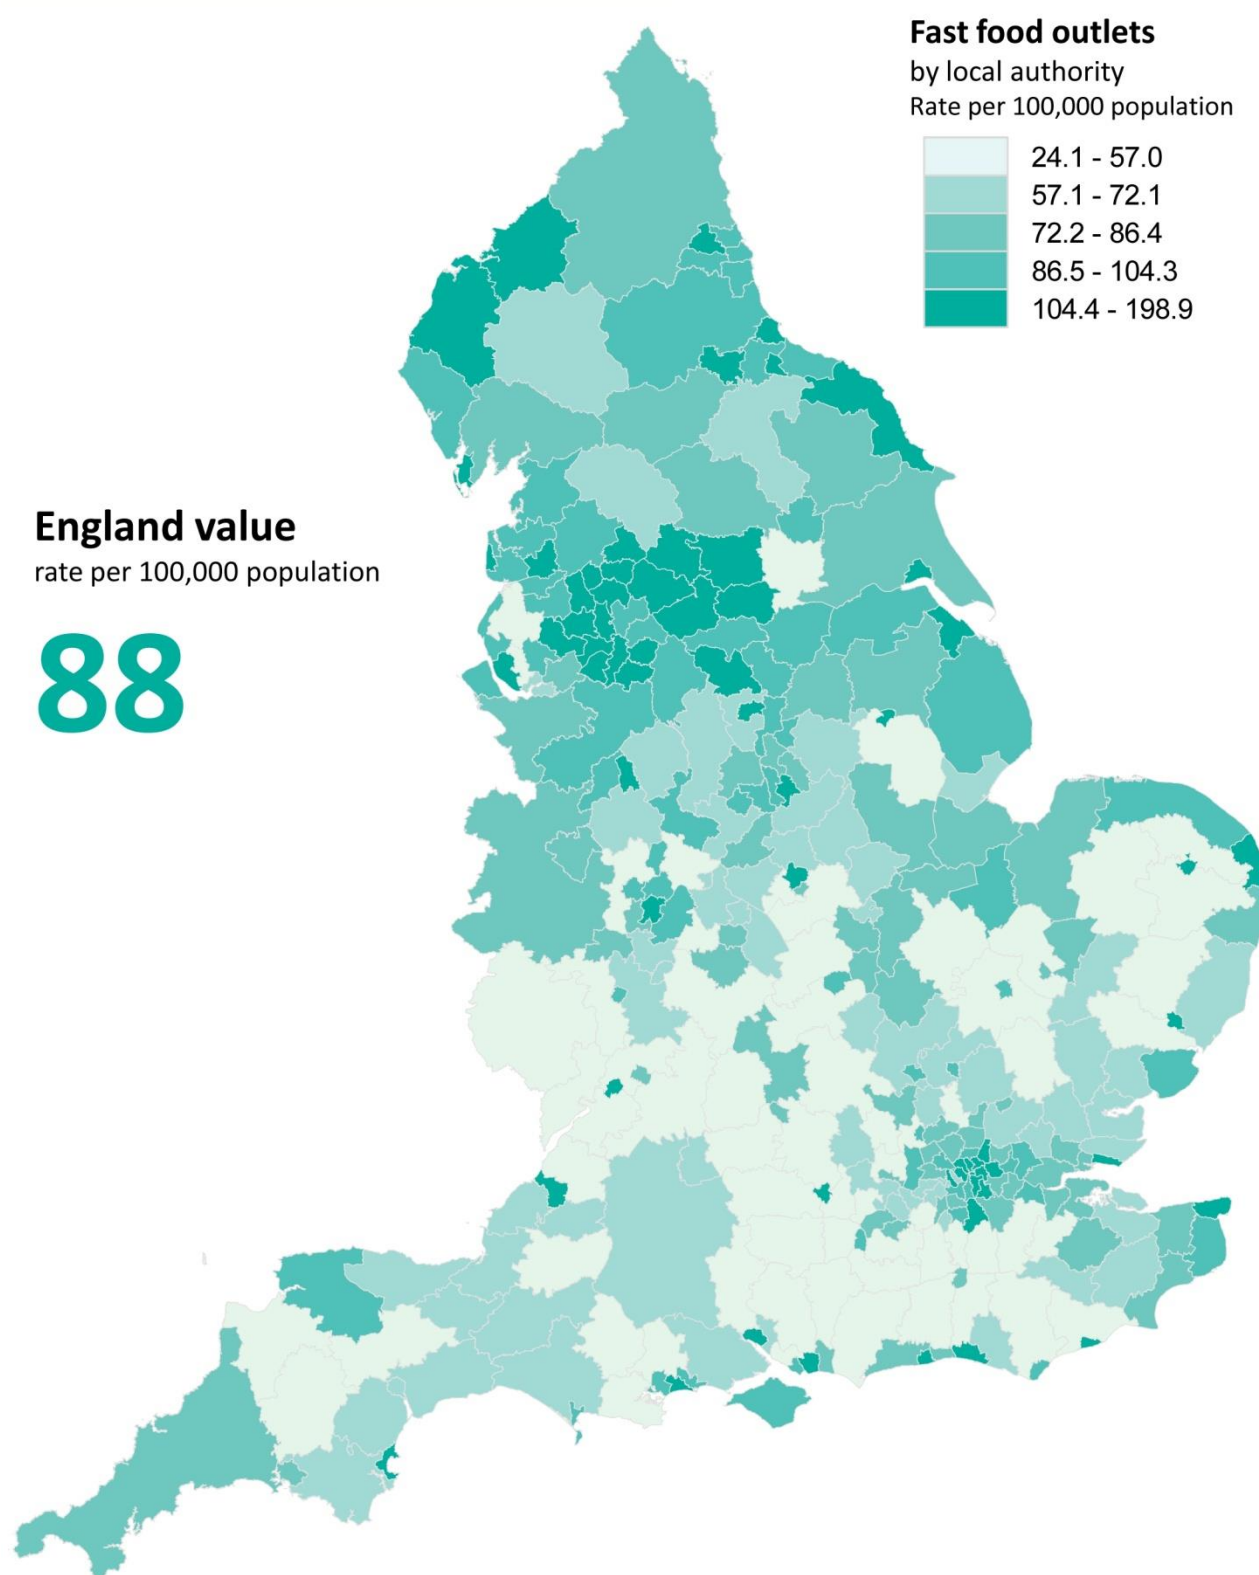 Fast food outlets
by local authority
Rate per 100,000 population
24.1 - 57.0
57.1 - 72.1
72.2 - 86.4
86.5 - 104.3
104.4 - 198.9
England value
rate per 100,000 population
88